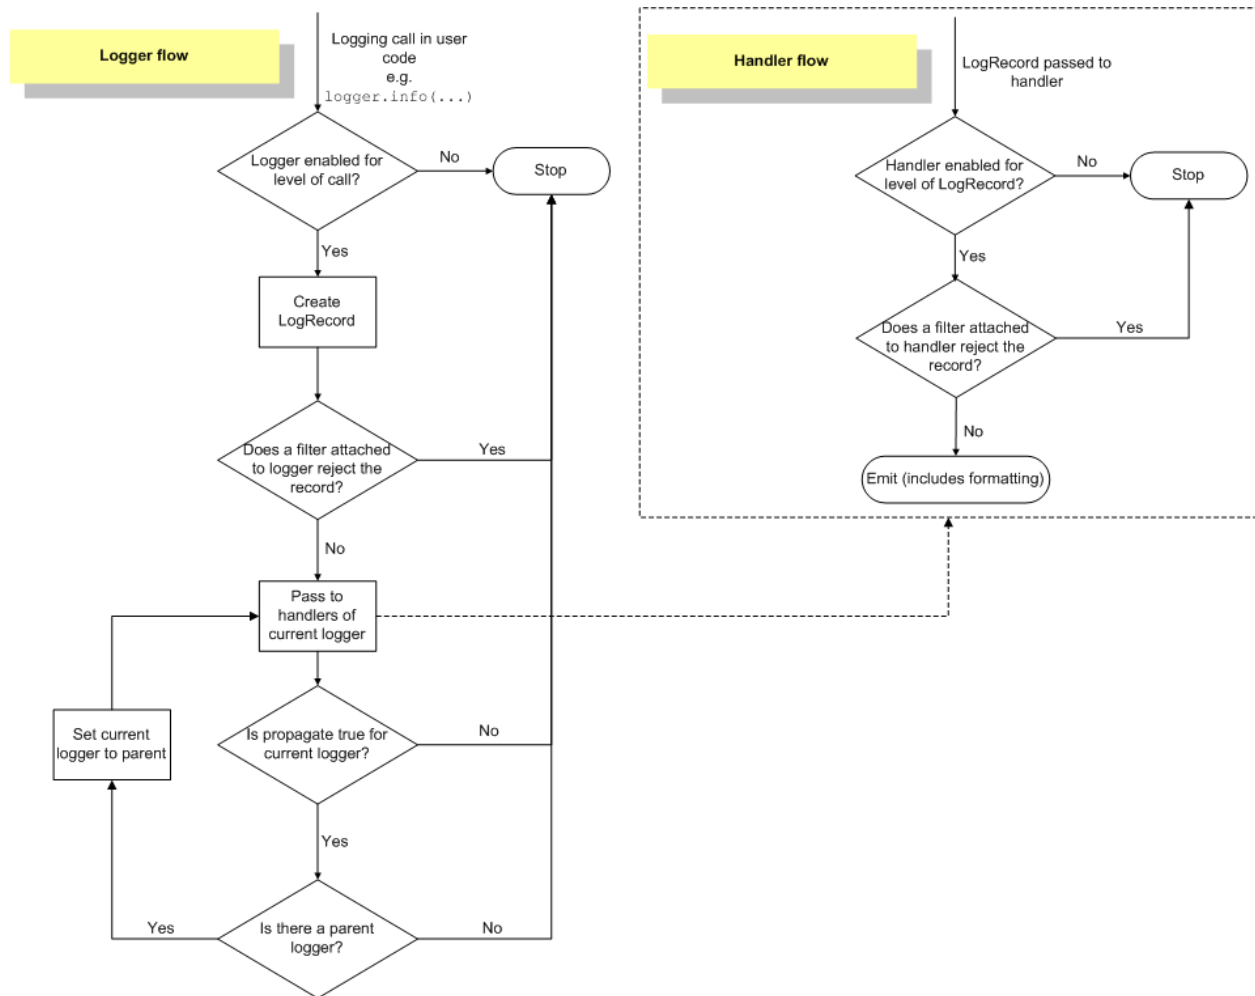 Logger flow
Logging call in user
code
e.g.
logger.info(...)
Logger enabled for
level of call?
No
Stop
Yes
Create
LogRecord
Does a filter attached
to logger reject the
record?
Yes
No
Pass to
handlers of
current logger
Set current
logger to parent
Is propagate true for
current logger?
No
Yes
Is there a parent
logger?
Yes
No
Handler flow
LogRecord passed to
handler
Handler enabled for
level of LogRecord?
No
Stop
Yes
Does a filter attached
to handler reject the
record?
Yes
No
Emit (includes formatting)